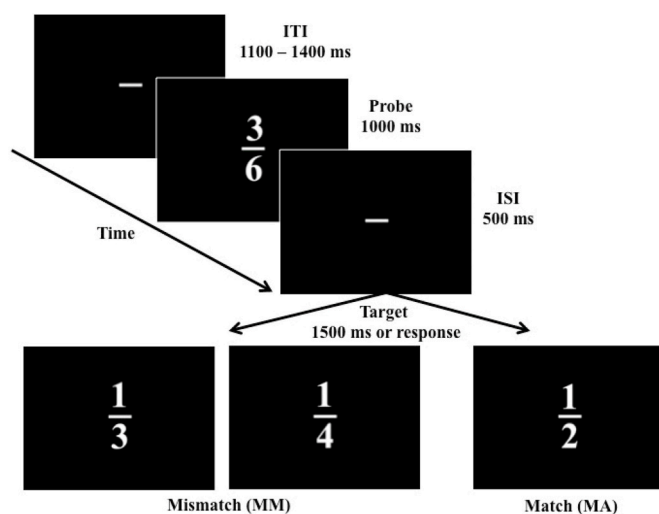 ITI
1100 – 1400 ms
Probe
1000 ms
3
6
ISI
500 ms
Time
Target
1500 ms or response
1
3
1
4
1
2
Mismatch (MM)
Match (MA)